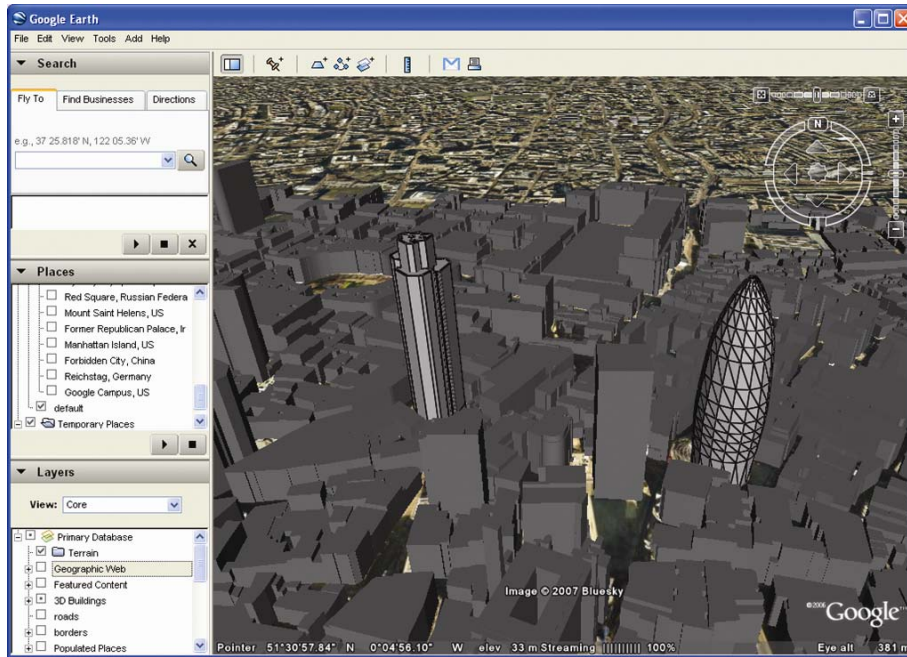 Google Earth
File Edit View Tools Add Help
Search
Fly To Find Businesses Directions
e.g., 37 25.818' N, 122 05.36' W
Places
Red Square, Russian Federa
Mount Saint Helens, US
Former Republican Palace, Ir
Manhattan Island, US
Forbidden City, China
Reichstag, Germany
Google Campus, US
default
Temporary Places
Layers
View: Core
Primary Database
Terrain
Geographic Web
Featured Content
3D Buildings
roads
borders
Populated Places
N
Image © 2007 Bluesky
©2006 Google
Pointer 51°30'57.84" N 0°04'56.10" W elev 33 m Streaming 100% Eye alt 381 m